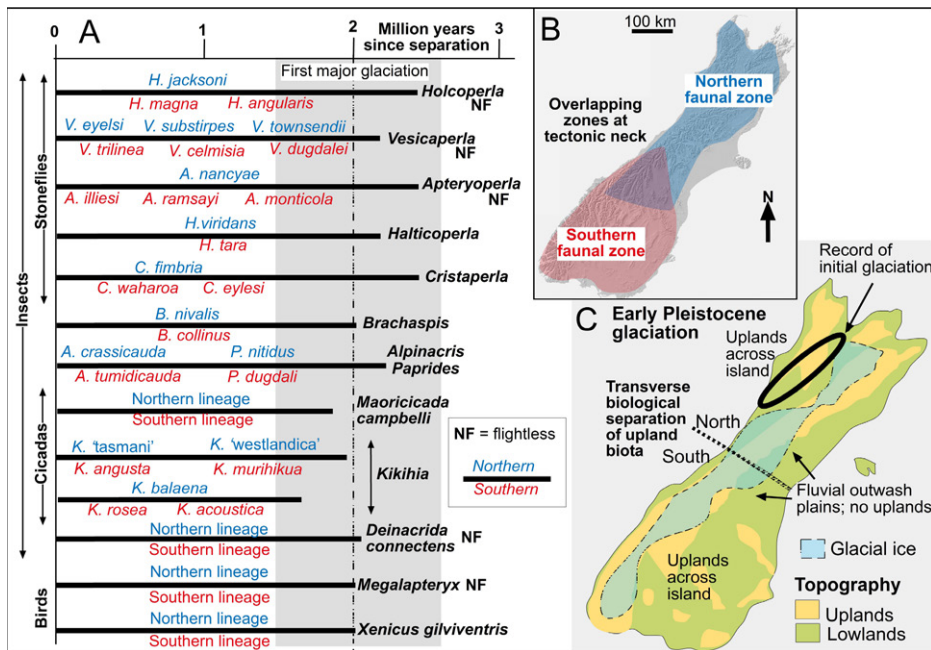 0 1 2 3
A
Million years
since separation
First major glaciation
Insects
Stoneflies
Cicadas
Birds
H. jacksoni
H. magna H. angularis
Holcoperla
NF
V. eyelsi V. substirpes V. townsendii
V. trilinea V. celmisia V. dugdalei
Vesicaperla
NF
A. nancyae
A. illiesi A. ramsayi A. monticola
Apteryoperla
NF
H.viridans
H. tara
Halticoperla
C. fimbria
C. waharoa C. eylesi
Cristaperla
B. nivalis
B. collinus
Brachaspis
A. crassicauda P. nitidus
A. tumidicauda P. dugdali
Alpinacris
Paprides
Northern lineage
Southern lineage
Maoricicada
campbelli
K. 'tasmani' K. 'westlandica'
K. angusta K. murihikua
Kikihia
K. balaena
K. rosea K. acoustica
Northern lineage
Southern lineage
Deinacrida NF
connectens
Northern lineage
Southern lineage
Megalapteryx NF
Northern lineage
Southern lineage
Xenicus gilviventris
NF = flightless
Northern
Southern
B
100 km
Northern
faunal zone
Overlapping
zones at
tectonic neck
Southern
faunal zone
N
C
Early Pleistocene
glaciation
Record of
initial glaciation
Uplands
across
island
Transverse
biological
separation
of upland
biota
North
South
Fluvial outwash
plains; no uplands
Uplands
across
island
Glacial ice
Topography
Uplands
Lowlands